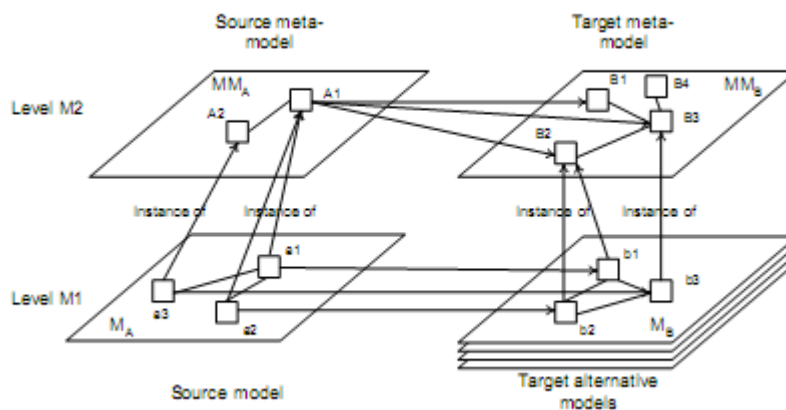 Source meta-
model
Target meta-
model
Level M2
MMA
A1
A2
B1
B4
MMB
B3
B2
Instance of
Instance of
Instance of
Instance of
Level M1
a1
a3
a2
MA
b1
b3
b2
MB
Source model
Target alternative
models